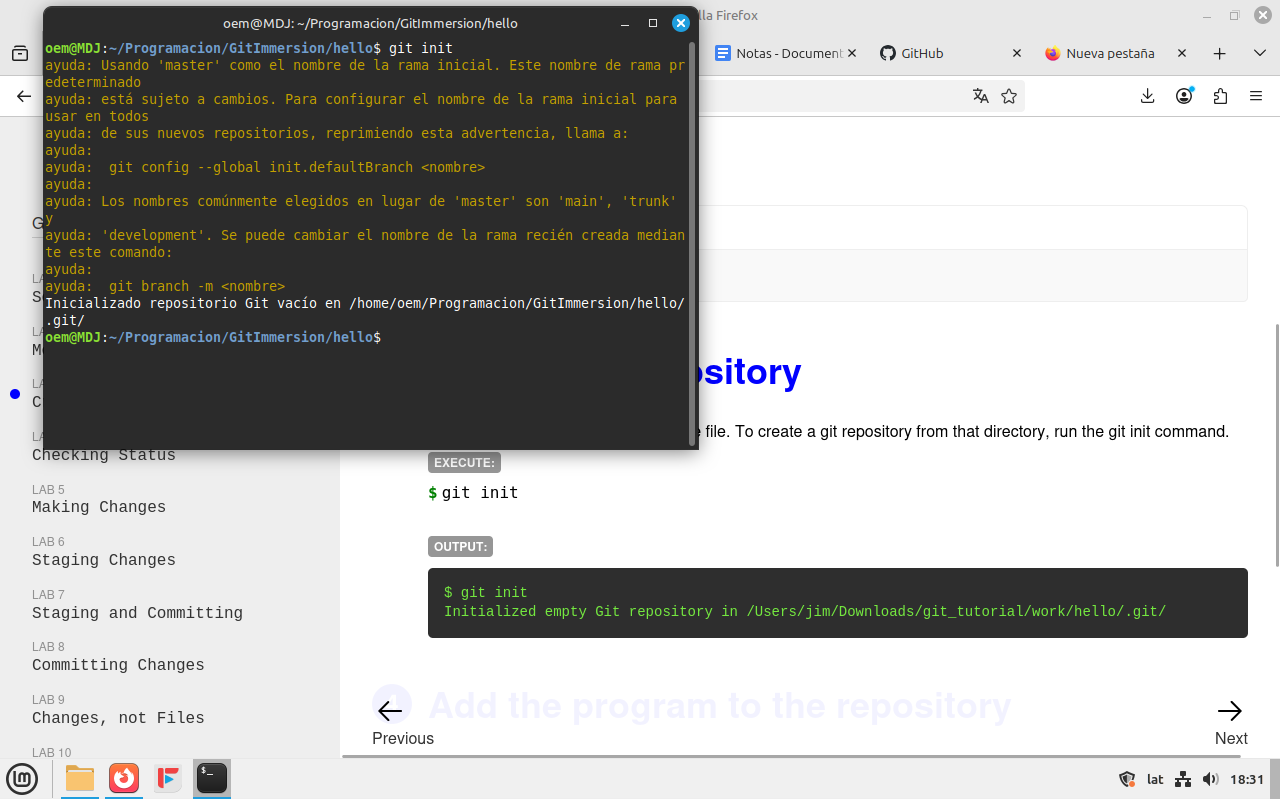 oem@MDJ:~/Programacion/GitImmersion/hello
lla Firefox
oem@MDJ:~/Programacion/GitImmersion/hello$ git init
ayuda: Usando 'master' como el nombre de la rama inicial. Este nombre de rama pr
edeterminado
ayuda: está sujeto a cambios. Para configurar el nombre de la rama inicial para
usar en todos
ayuda: de sus nuevos repositorios, reprimiendo esta advertencia, llama a:
ayuda:
ayuda:  git config --global init.defaultBranch <nombre>
ayuda:
ayuda: Los nombres comúnmente elegidos en lugar de 'master' son 'main', 'trunk'
y
ayuda: 'development'. Se puede cambiar el nombre de la rama recién creada median
te este comando:
ayuda:
ayuda:  git branch -m <nombre>
Inicializado repositorio Git vacío en /home/oem/Programacion/GitImmersion/hello/
.git/
oem@MDJ:~/Programacion/GitImmersion/hello$
Notas - Document
GitHub
Nueva pestaña
Checking Status
LAB 5
Making Changes
LAB 6
Staging Changes
LAB 7
Staging and Committing
LAB 8
Committing Changes
LAB 9
Changes, not Files
LAB 10
ository
file. To create a git repository from that directory, run the git init command.
EXECUTE:
$ git init
OUTPUT:
$ git init
Initialized empty Git repository in /Users/jim/Downloads/git_tutorial/work/hello/.git/
4 Add the program to the repository
Previous
Next
lat
18:31